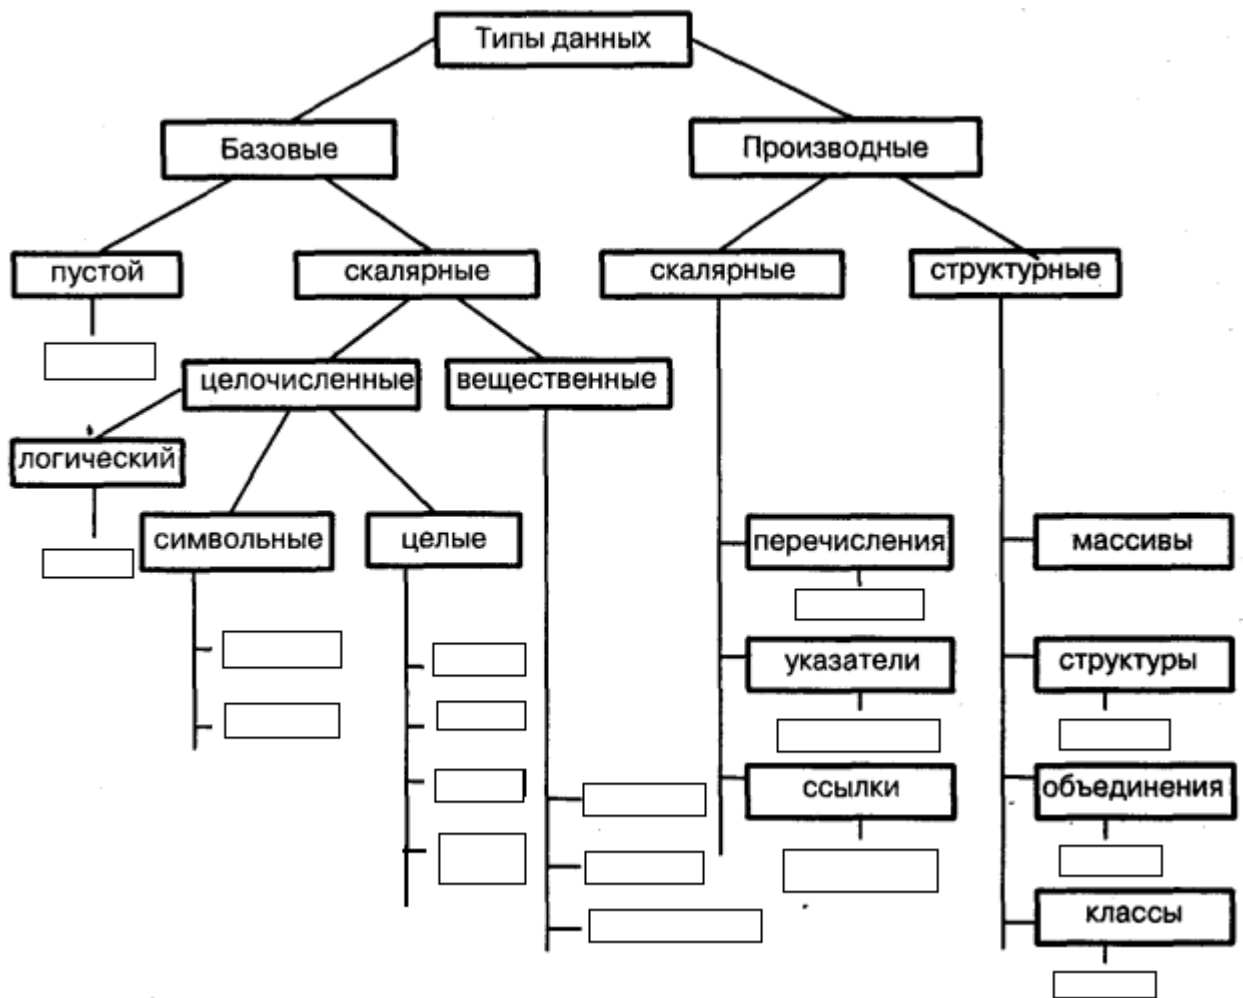 Типы данных
Базовые
Производные
пустой
скалярные
скалярные
структурные
целочисленные
вещественные
логический
символьные
целые
перечисления
массивы
указатели
структуры
ссылки
объединения
классы